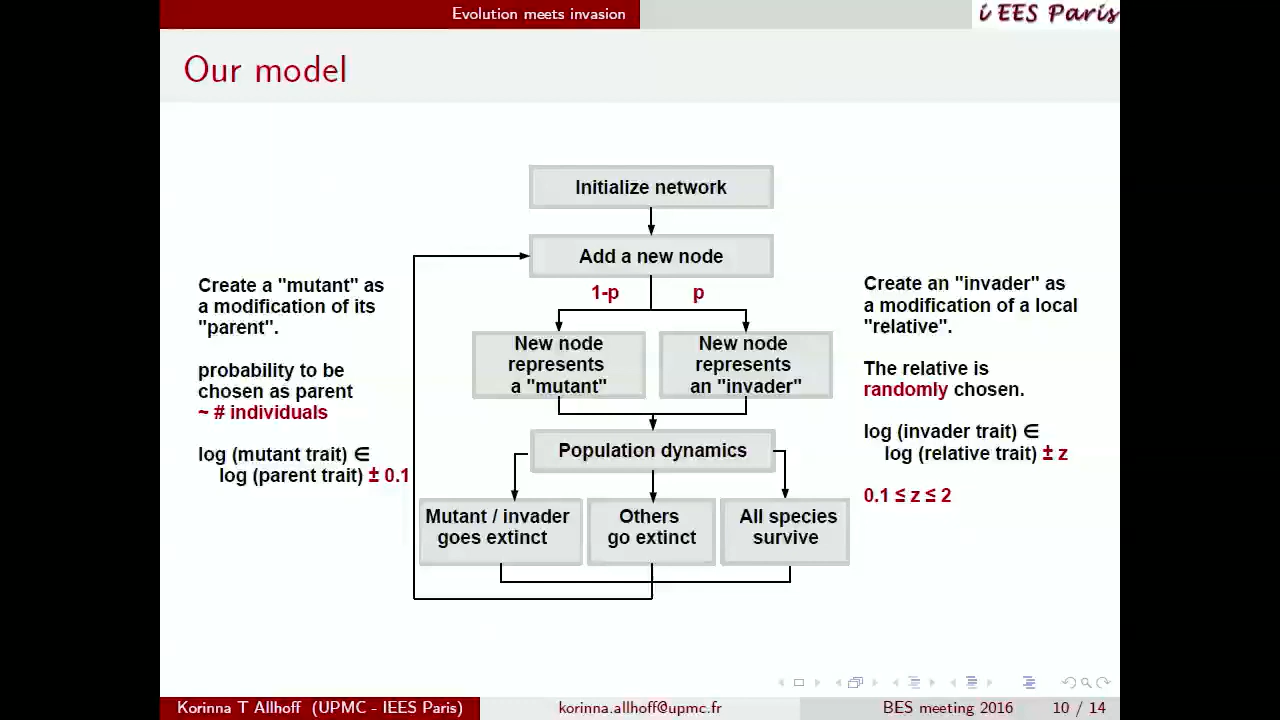 Evolution meets invasion
i EES Paris
Our model
Initialize network
Add a new node
1-p
p
New node
represents
a "mutant"
New node
represents
an "invader"
Population dynamics
Mutant / invader
goes extinct
Others
go extinct
All species
survive
Create a "mutant" as
a modification of its
"parent".
probability to be
chosen as parent
~ # individuals
log (mutant trait) ∈
log (parent trait) ± 0.1
Create an "invader" as
a modification of a local
"relative".
The relative is
randomly chosen.
log (invader trait) ∈
log (relative trait) ± z
0.1 ≤ z ≤ 2
Korinna T Allhoff (UPMC - IEES Paris)
korinna.allhoff@upmc.fr
BES meeting 2016
10 / 14